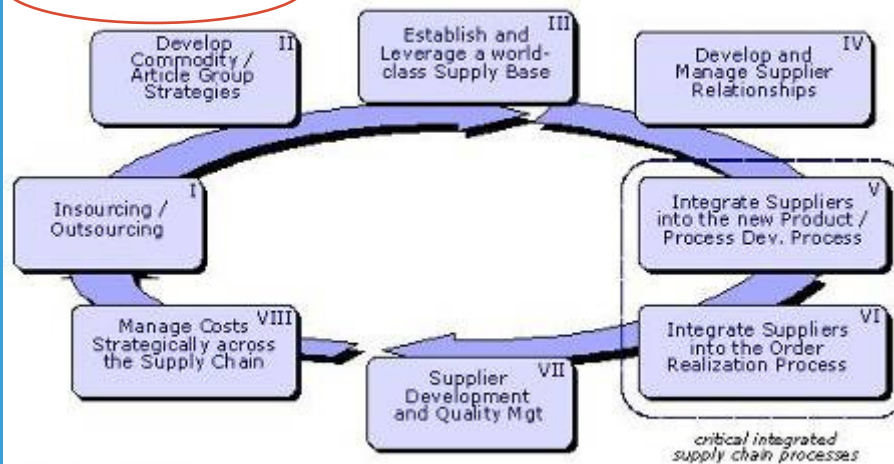 I
Insourcing /
Outsourcing
II
Develop
Commodity /
Article Group
Strategies
III
Establish and
Leverage a world-
class Supply Base
IV
Develop and
Manage Supplier
Relationships
V
Integrate Suppliers
into the new Product /
Process Dev. Process
VI
Integrate Suppliers
into the Order
Realization Process
critical integrated
supply chain processes
VII
Supplier
Development
and Quality Mgt
VIII
Manage Costs
Strategically across
the Supply Chain